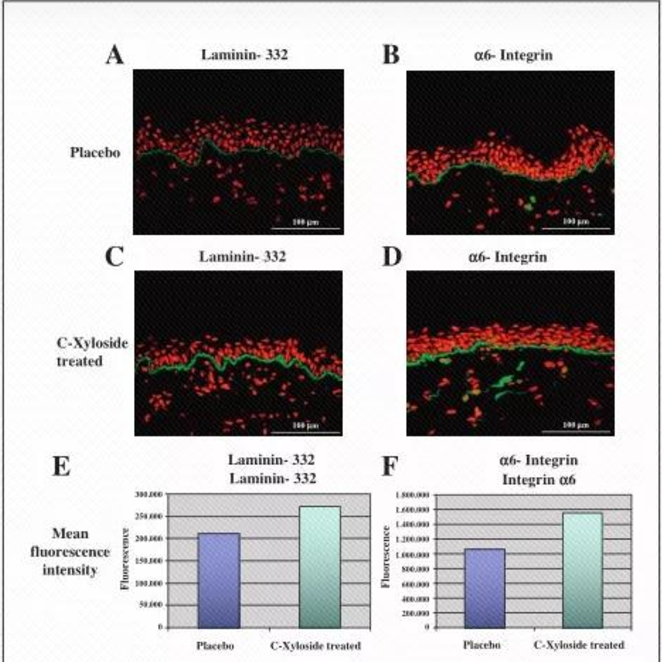 A
Laminin- 332
B
α6- Integrin
Placebo
100 µm
100 µm
C
Laminin- 332
D
α6- Integrin
C-Xyloside
treated
100 µm
100 µm
E
Laminin- 332
Laminin- 332
F
α6- Integrin
Integrin α6
Mean
fluorescence
intensity
Fluorescence
300.000
250.000
200.000
150.000
100.000
50.000
0
Placebo
C-Xyloside treated
Fluorescence
1.800.000
1.600.000
1.400.000
1.200.000
1.000.000
800.000
600.000
400.000
200.000
0
Placebo
C-Xyloside treated